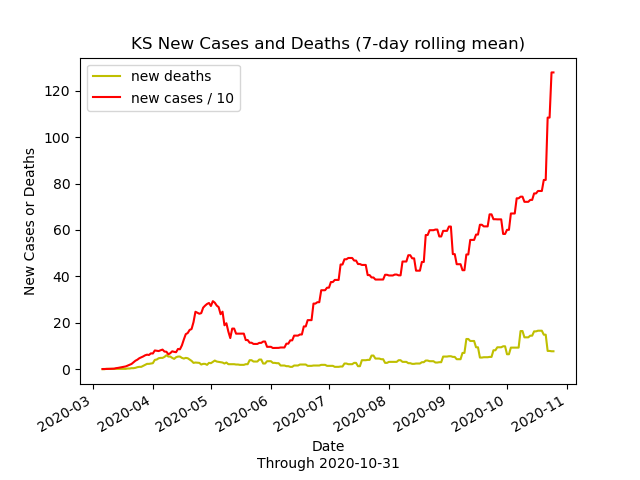 KS New Cases and Deaths (7-day rolling mean)
new deaths
new cases / 10
New Cases or Deaths
120
100
80
60
40
20
0
2020-03
2020-04
2020-05
2020-06
2020-07
2020-08
2020-09
2020-10
2020-11
Date
Through 2020-10-31